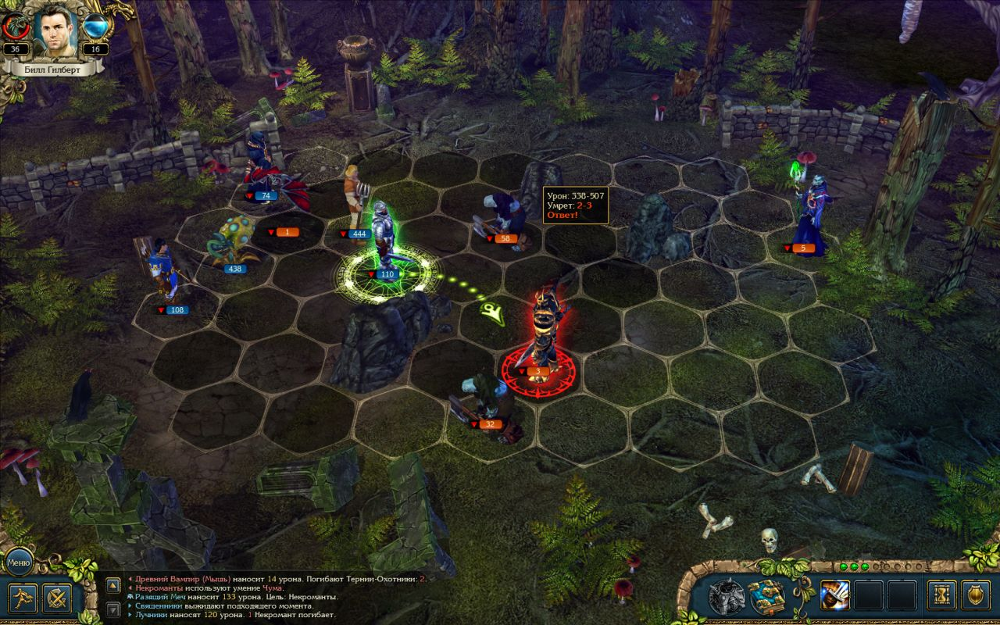 36
16
Билл Гилберт
74
1
444
58
Урон: 338-507
Умрет: 2-3
Ответ!
5
438
110
108
3
32
Меню
Древний Вампир (Мышь) наносит 14 урона. Погибают Тернии-Охотники: 2.
Некроманты используют умение Чума.
Разящий Меч наносит 133 урона. Цель: Некроманты.
Священники выжидают подходящего момента.
Лучники наносят 120 урона. 1 Некромант погибает.